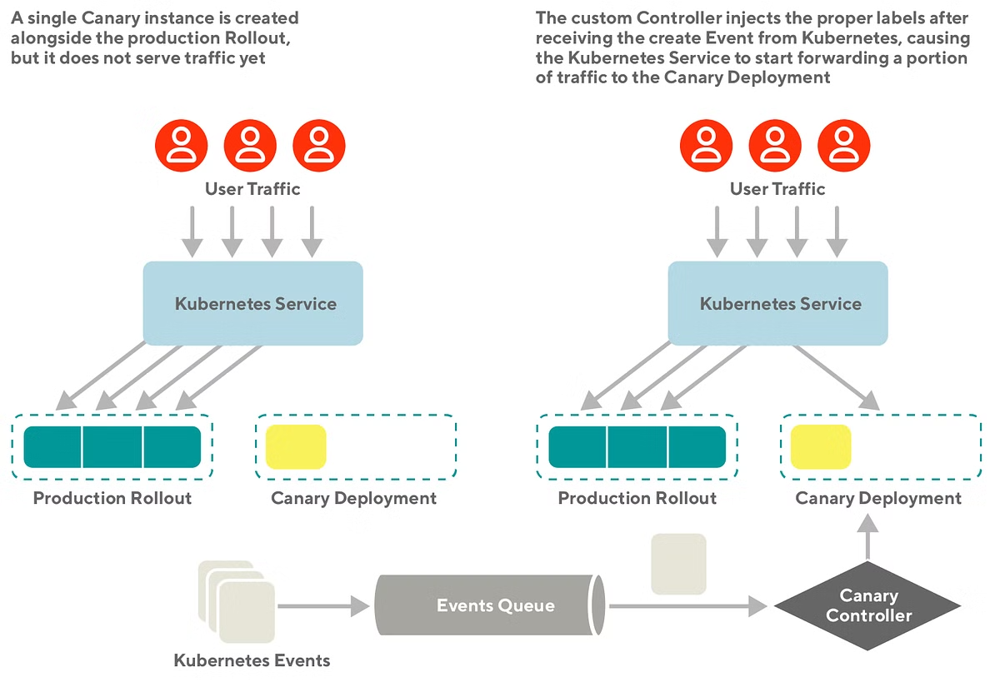 A single Canary instance is created
alongside the production Rollout,
but it does not serve traffic yet
The custom Controller injects the proper labels after
receiving the create Event from Kubernetes, causing
the Kubernetes Service to start forwarding a portion
of traffic to the Canary Deployment
User Traffic
User Traffic
Kubernetes Service
Kubernetes Service
Production Rollout
Canary Deployment
Production Rollout
Canary Deployment
Events Queue
Canary
Controller
Kubernetes Events